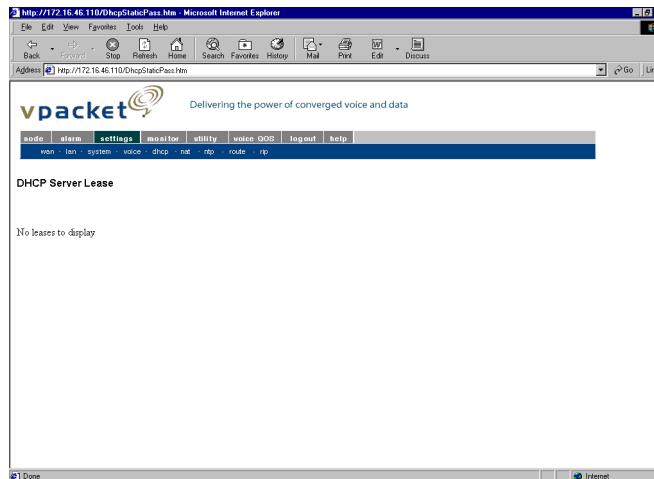 http://172.16.46.110/DhcpStaticPass.htm - Microsoft Internet Explorer
File Edit View Favorites Tools Help
Back Forward Stop Refresh Home Search Favorites History Mail Print Edit Discuss
Address http://172.16.46.110/DhcpStaticPass.htm Go Lin
vpacket Delivering the power of converged voice and data
node alarm settings monitor utility voice QOS logout help
wan · lan · system · voice · dhcp · nat · ntp · route · rip
DHCP Server Lease
No leases to display
Done Internet